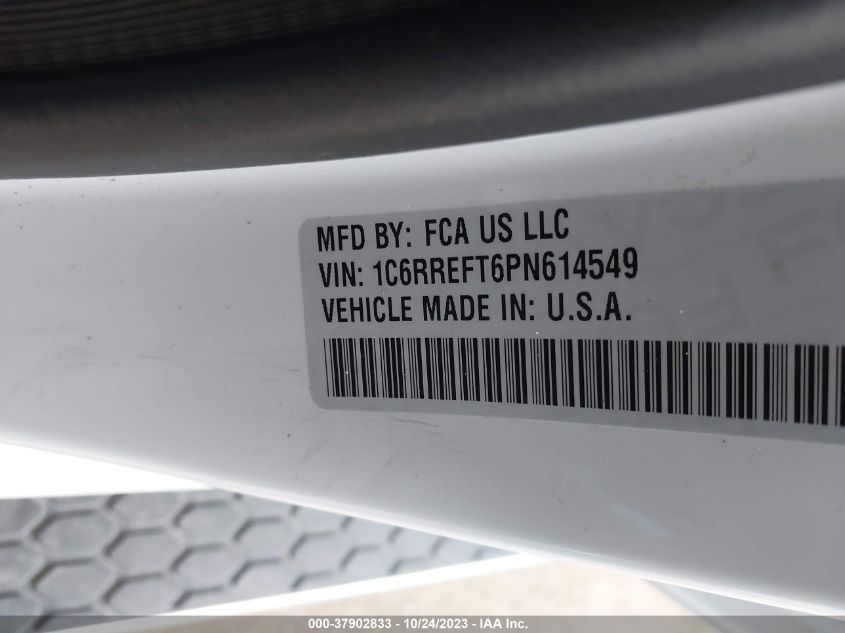 MFD BY: FCA US LLC
VIN: 1C6RREFT6PN614549
VEHICLE MADE IN: U.S.A.
000-37902833 - 10/24/2023 - IAA Inc.